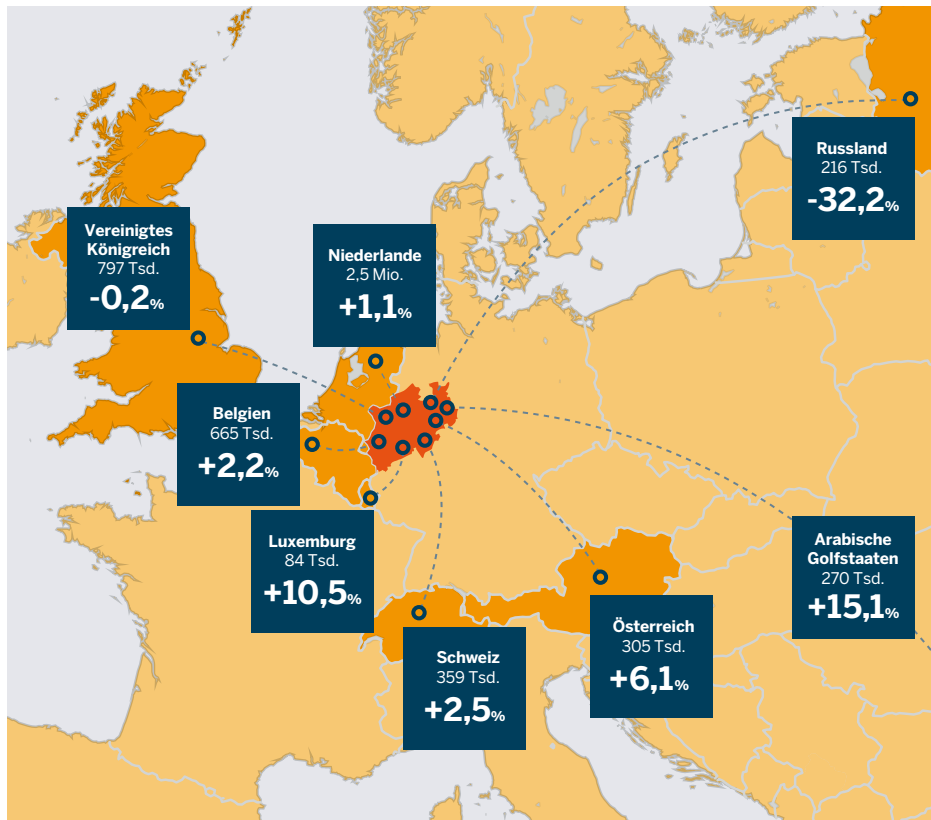 Russland
216 Tsd.
-32,2%
Vereinigtes
Königreich
797 Tsd.
-0,2%
Niederlande
2,5 Mio.
+1,1%
Belgien
665 Tsd.
+2,2%
Luxemburg
84 Tsd.
+10,5%
Arabische
Golfstaaten
270 Tsd.
+15,1%
Österreich
305 Tsd.
+6,1%
Schweiz
359 Tsd.
+2,5%